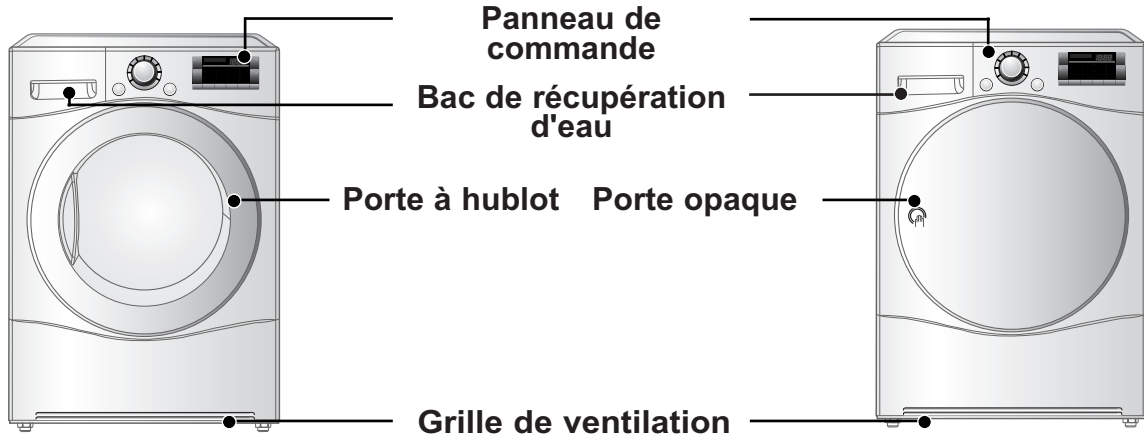 Panneau de
commande
Bac de récupération
d'eau
Porte à hublot
Porte opaque
Grille de ventilation